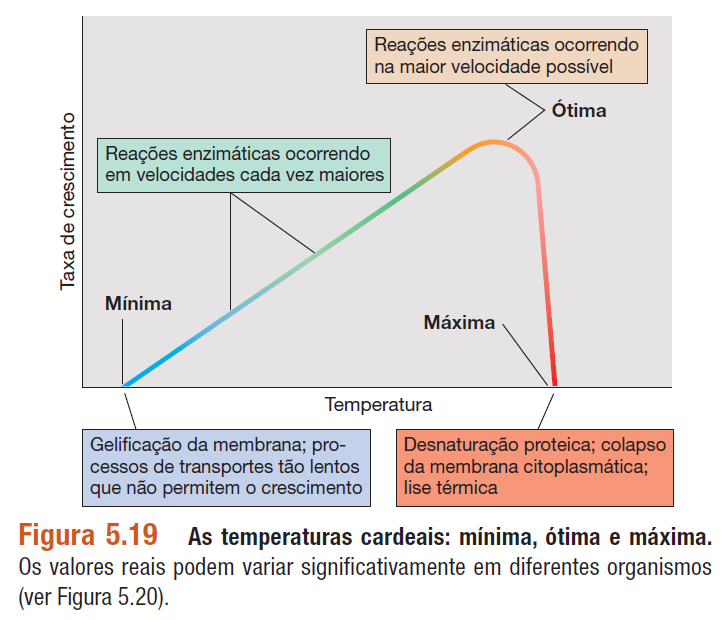 Reações enzimáticas ocorrendo
na maior velocidade possível
Ótima
Reações enzimáticas ocorrendo
em velocidades cada vez maiores
Taxa de crescimento
Mínima
Máxima
Temperatura
Gelificação da membrana; pro-
cessos de transportes tão lentos
que não permitem o crescimento
Desnaturação proteica; colapso
da membrana citoplasmática;
lise térmica
Figura 5.19 As temperaturas cardeais: mínima, ótima e máxima.
Os valores reais podem variar significativamente em diferentes organismos
(ver Figura 5.20).